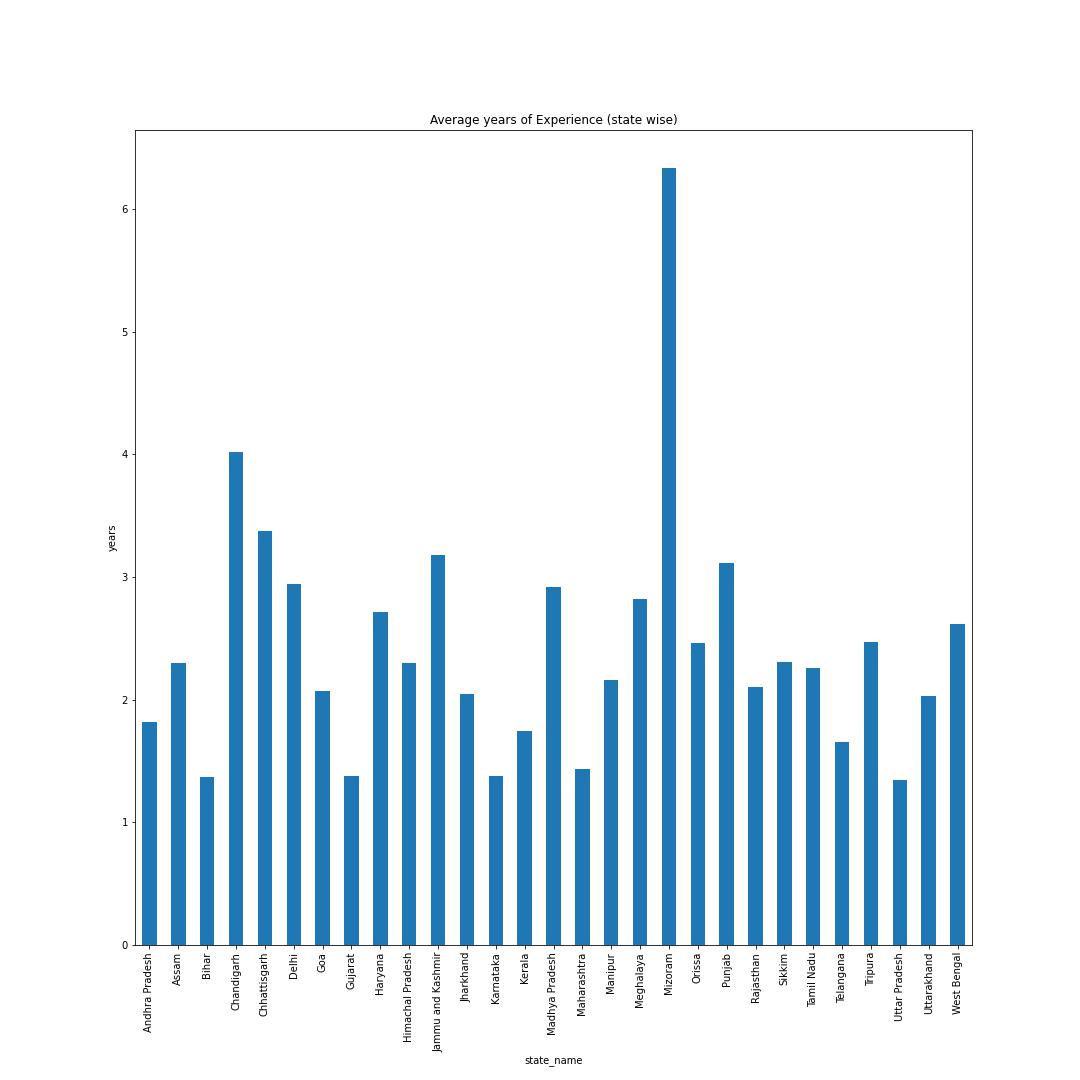 Average years of Experience (state wise)
6
5
4
3
2
1
0
years
Andhra Pradesh
Assam
Bihar
Chandigarh
Chhattisgarh
Delhi
Goa
Gujarat
Haryana
Himachal Pradesh
Jammu and Kashmir
Jharkhand
Karnataka
Kerala
Madhya Pradesh
Maharashtra
Manipur
Meghalaya
Mizoram
Orissa
Punjab
Rajasthan
Sikkim
Tamil Nadu
Telangana
Tripura
Uttar Pradesh
Uttarakhand
West Bengal
state_name